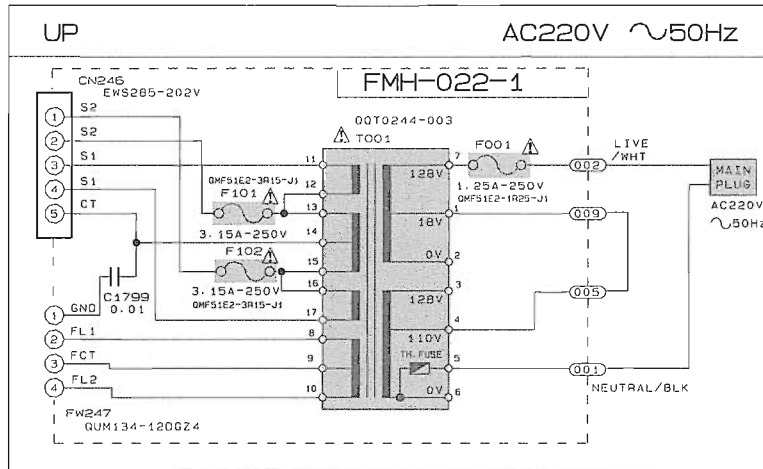 UP
AC220V ~50Hz
FMH-022-1
CN246
EWS285-202V
1 S2
2 S2
3 S1
4 S1
5 CT
QQT0244-003
T001
F001
1.25A-250V
QMF51E2-1R25-J1
QMF51E2-3R15-J1
F101
3.15A-250V
F102
3.15A-250V
QMF51E2-3R15-J1
C1799
0.01
1 GND
2 FL1
3 FCT
4 FL2
FW247
QUM134-12DGZ4
11
12
13
14
15
16
17
8
9
10
7
128V
1
18V
0V 2
128V 3
4
110V
TH.FUSE 5
0V 6
002
LIVE
/WHT
009
005
001
NEUTRAL/BLK
MAIN
PLUG
AC220V
~50Hz